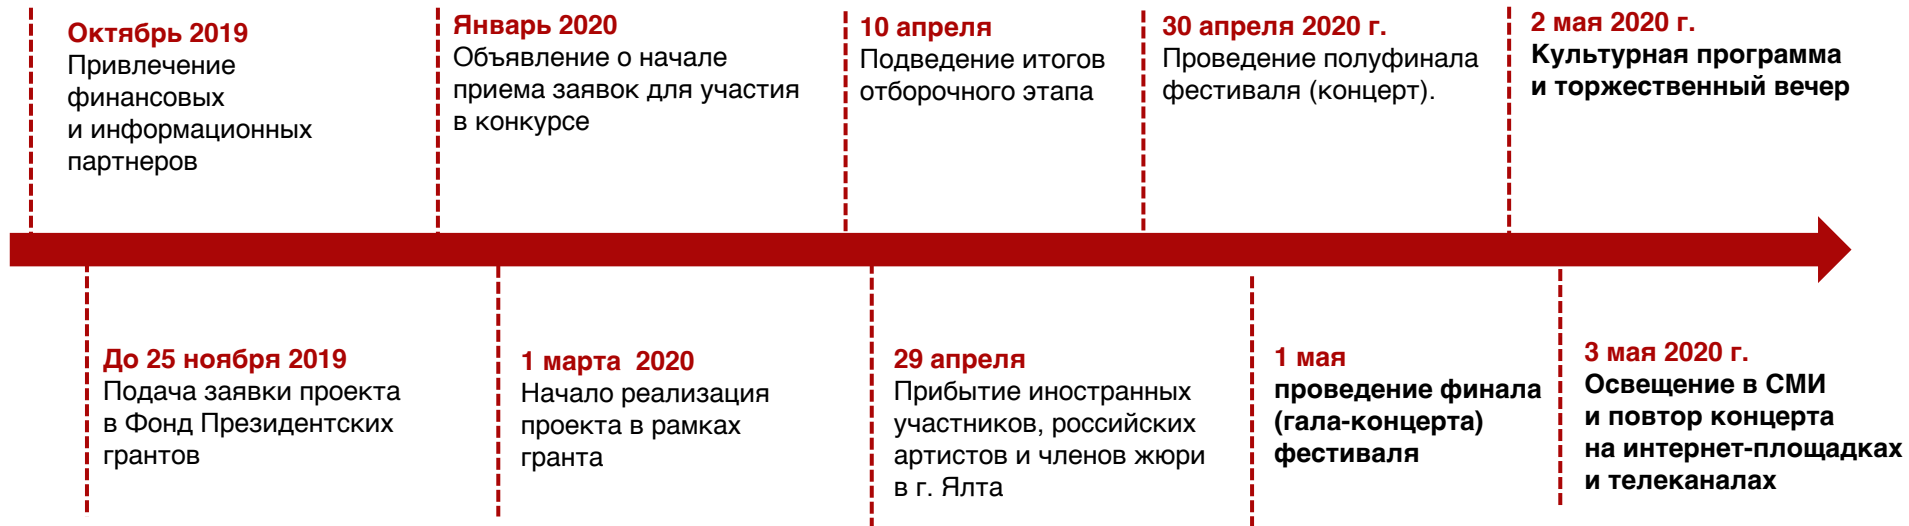 Октябрь 2019
Привлечение
финансовых
и информационных
партнеров
Январь 2020
Объявление о начале
приема заявок для участия
в конкурсе
10 апреля
Подведение итогов
отборочного этапа
30 апреля 2020 г.
Проведение полуфинала
фестиваля (концерт).
2 мая 2020 г.
Культурная программа
и торжественный вечер
До 25 ноября 2019
Подача заявки проекта
в Фонд Президентских
грантов
1 марта  2020
Начало реализация
проекта в рамках
гранта
29 апреля
Прибытие иностранных
участников, российских
артистов и членов жюри
в г. Ялта
1 мая
проведение финала
(гала-концерта)
фестиваля
3 мая 2020 г.
Освещение в СМИ
и повтор концерта
на интернет-площадках
и телеканалах